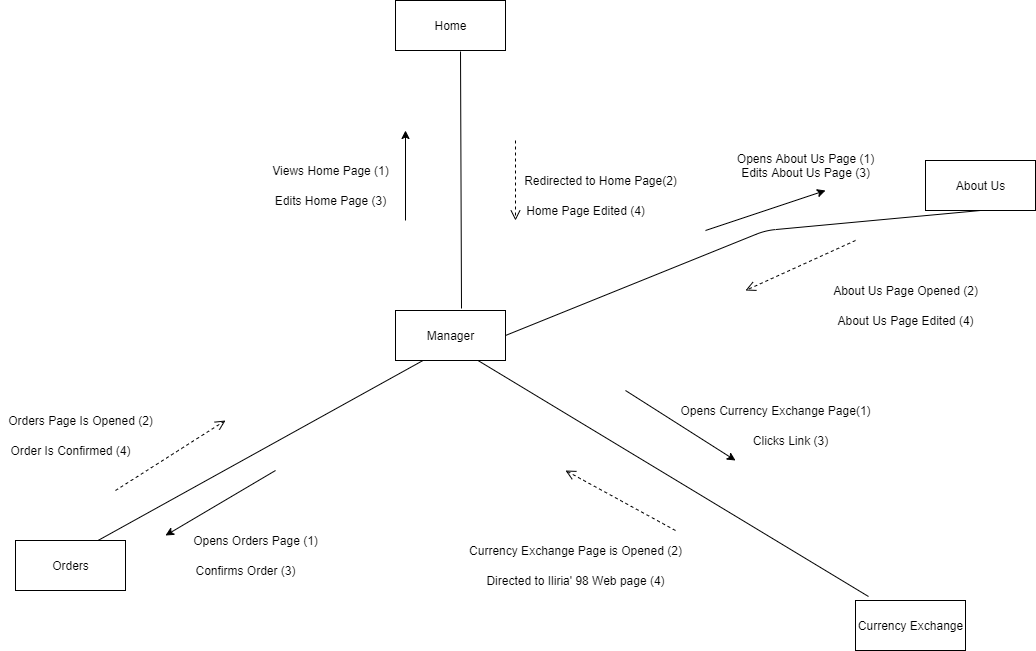 Home
Views Home Page (1)
Edits Home Page (3)
Redirected to Home Page(2)
Home Page Edited (4)
Opens About Us Page (1)
Edits About Us Page (3)
About Us
About Us Page Opened (2)
About Us Page Edited (4)
Manager
Orders Page Is Opened (2)
Order Is Confirmed (4)
Opens Currency Exchange Page(1)
Clicks Link (3)
Opens Orders Page (1)
Confirms Order (3)
Currency Exchange Page is Opened (2)
Directed to Iliria' 98 Web page (4)
Orders
Currency Exchange